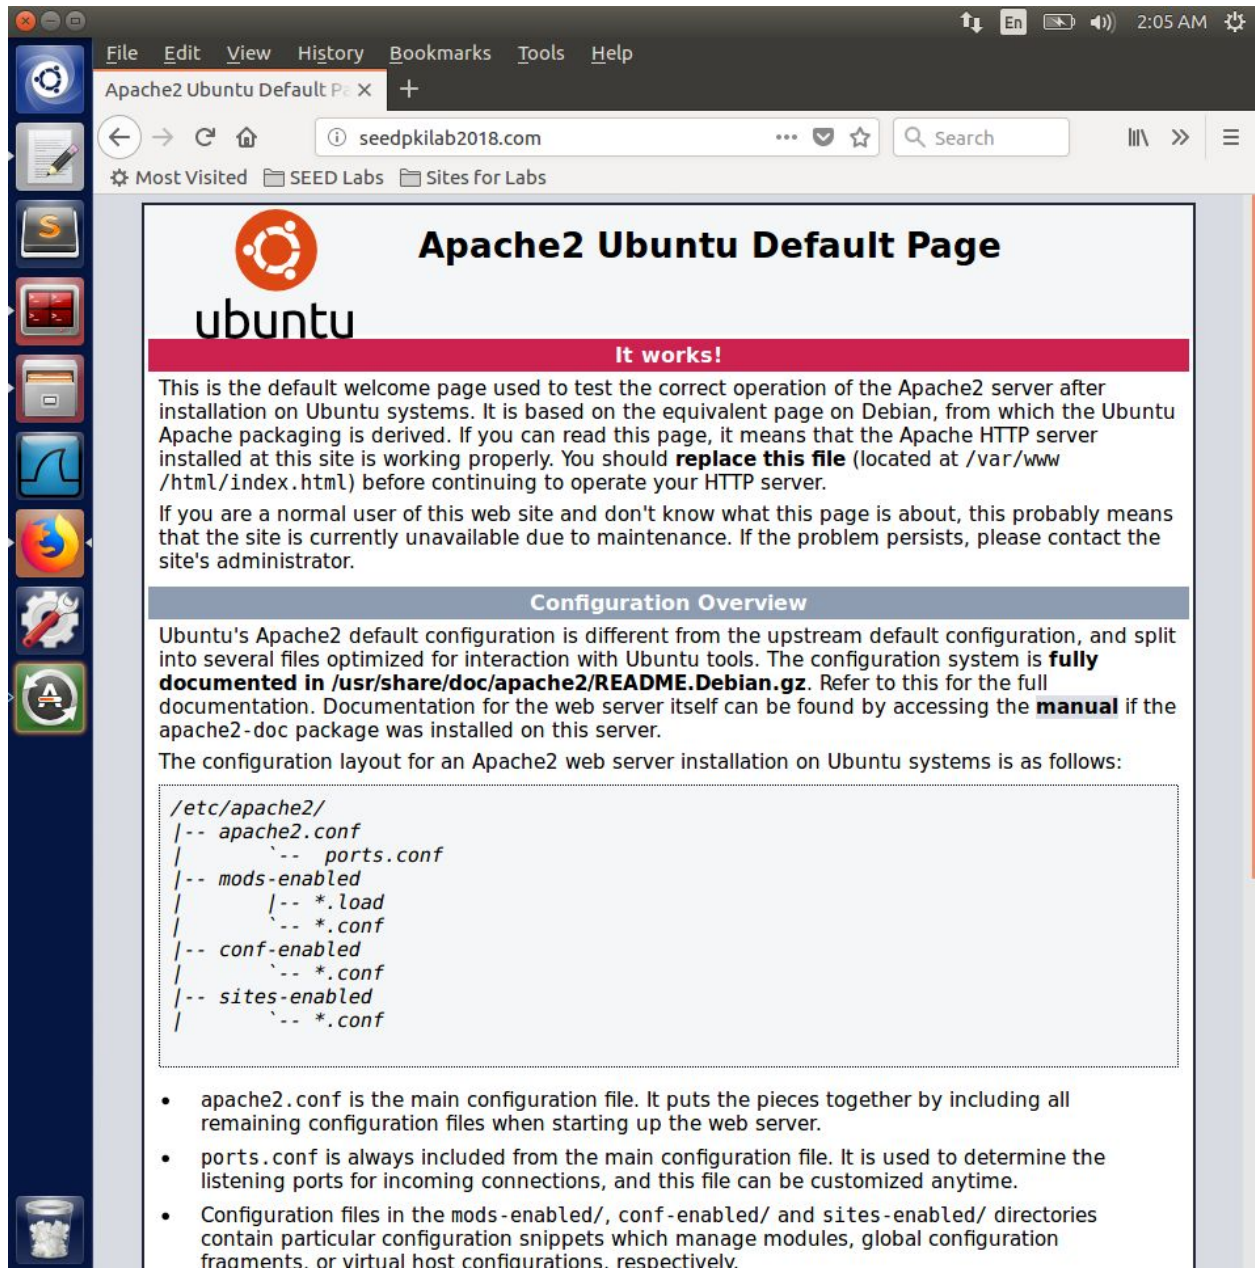 En 2:05 AM
File Edit View History Bookmarks Tools Help
Apache2 Ubuntu Default Pa
seedpkilab2018.com Search
Most Visited SEED Labs Sites for Labs
Apache2 Ubuntu Default Page
ubuntu
It works!
This is the default welcome page used to test the correct operation of the Apache2 server after
installation on Ubuntu systems. It is based on the equivalent page on Debian, from which the Ubuntu
Apache packaging is derived. If you can read this page, it means that the Apache HTTP server
installed at this site is working properly. You should replace this file (located at /var/www
/html/index.html) before continuing to operate your HTTP server.
If you are a normal user of this web site and don't know what this page is about, this probably means
that the site is currently unavailable due to maintenance. If the problem persists, please contact the
site's administrator.
Configuration Overview
Ubuntu's Apache2 default configuration is different from the upstream default configuration, and split
into several files optimized for interaction with Ubuntu tools. The configuration system is fully
documented in /usr/share/doc/apache2/README.Debian.gz. Refer to this for the full
documentation. Documentation for the web server itself can be found by accessing the manual if the
apache2-doc package was installed on this server.
The configuration layout for an Apache2 web server installation on Ubuntu systems is as follows:
/etc/apache2/
|-- apache2.conf
|       `--  ports.conf
|-- mods-enabled
|       |-- *.load
|       `-- *.conf
|-- conf-enabled
|       `-- *.conf
|-- sites-enabled
|       `-- *.conf
• apache2.conf is the main configuration file. It puts the pieces together by including all
remaining configuration files when starting up the web server.
• ports.conf is always included from the main configuration file. It is used to determine the
listening ports for incoming connections, and this file can be customized anytime.
• Configuration files in the mods-enabled/, conf-enabled/ and sites-enabled/ directories
contain particular configuration snippets which manage modules, global configuration
fragments, or virtual host configurations, respectively.